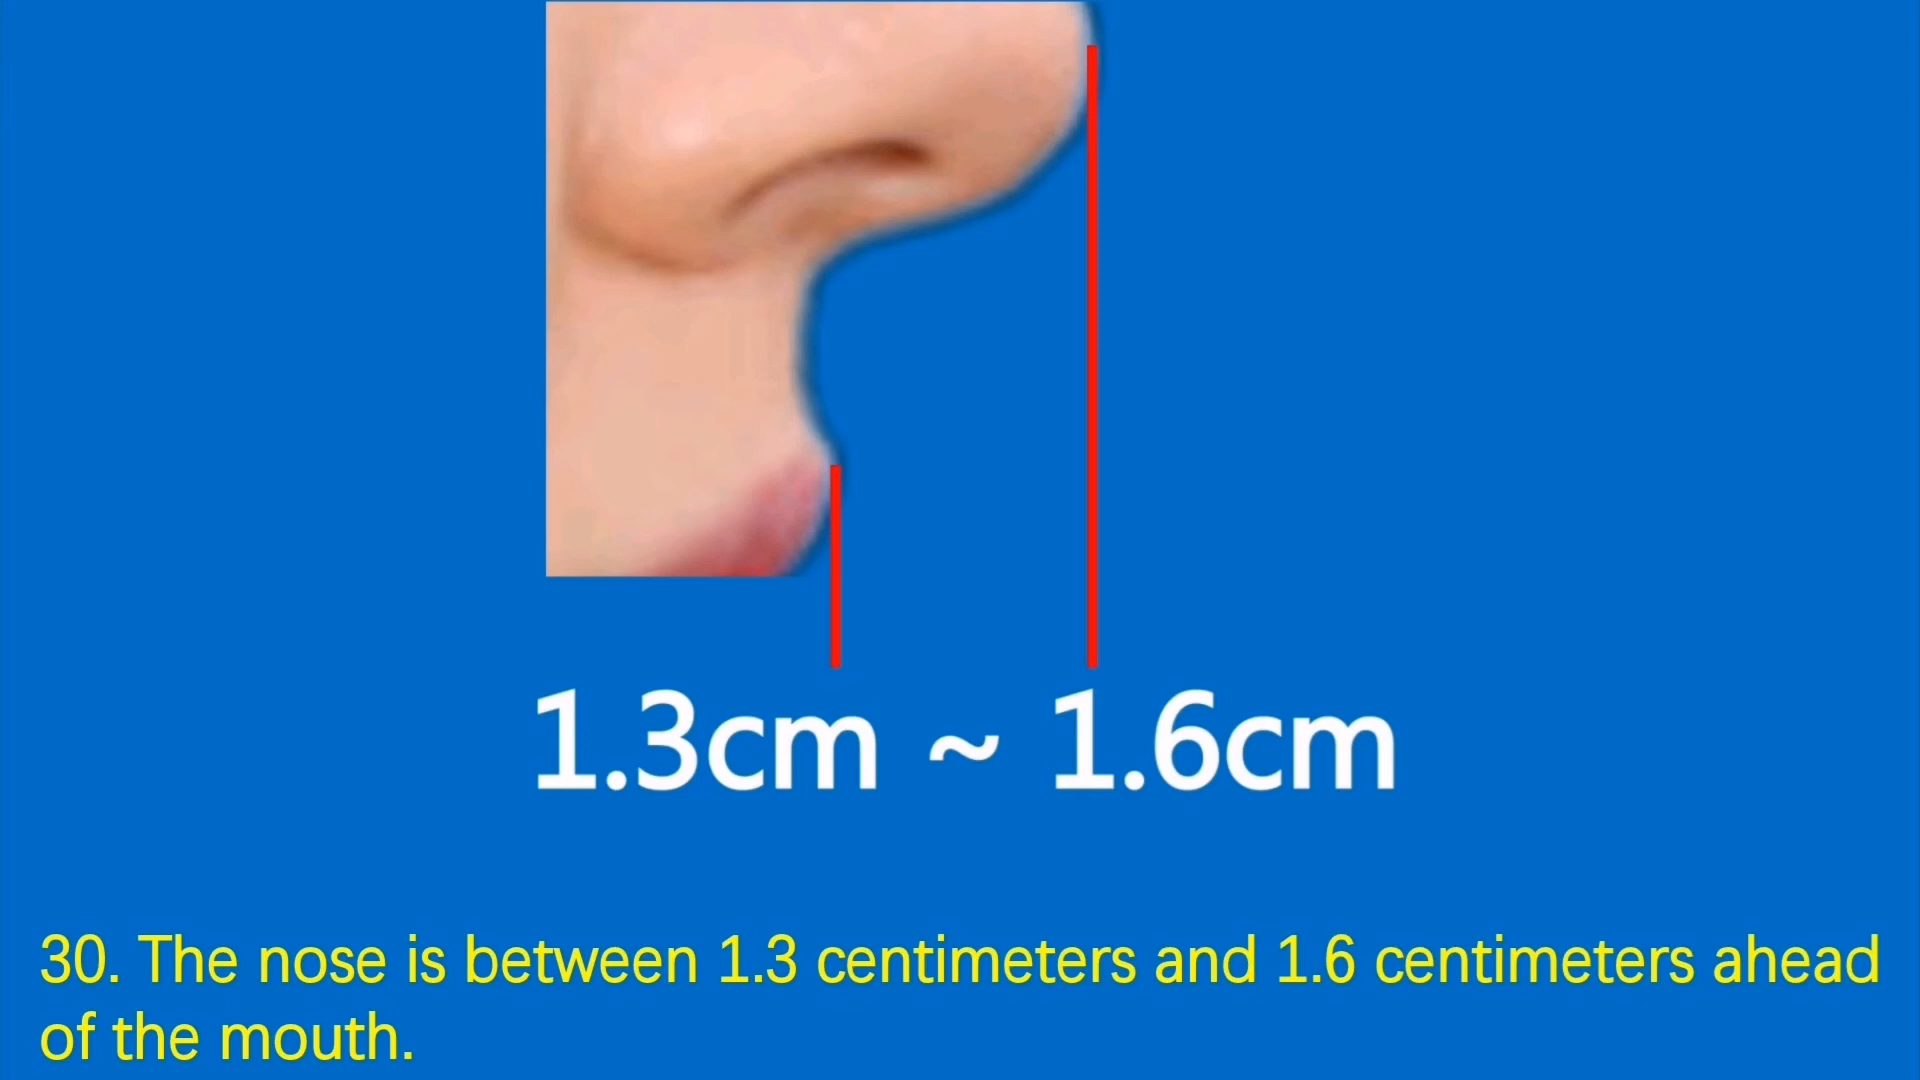 1.3cm ~ 1.6cm
30. The nose is between 1.3 centimeters and 1.6 centimeters ahead
of the mouth.